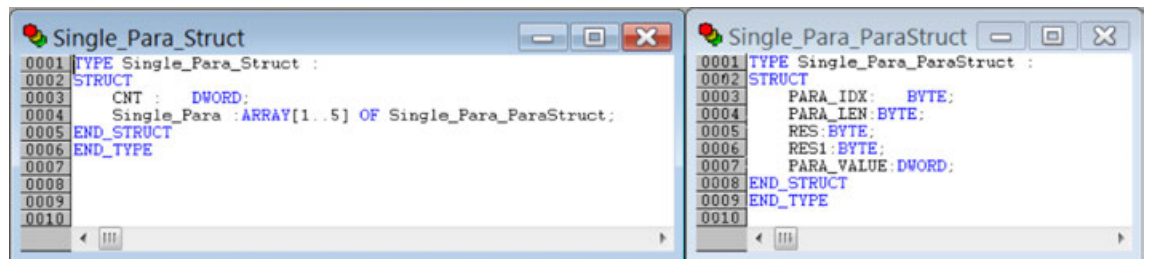 Single_Para_Struct
0001 TYPE Single_Para_Struct :
0002 STRUCT
0003 CNT : DWORD;
0004 Single_Para :ARRAY[1..5] OF Single_Para_ParaStruct;
0005 END_STRUCT
0006 END_TYPE
0007
0008
0009
0010
Single_Para_ParaStruct
0001 TYPE Single_Para_ParaStruct :
0002 STRUCT
0003 PARA_IDX: BYTE;
0004 PARA_LEN:BYTE;
0005 RES:BYTE;
0006 RES1:BYTE;
0007 PARA_VALUE:DWORD;
0008 END_STRUCT
0009 END_TYPE
0010